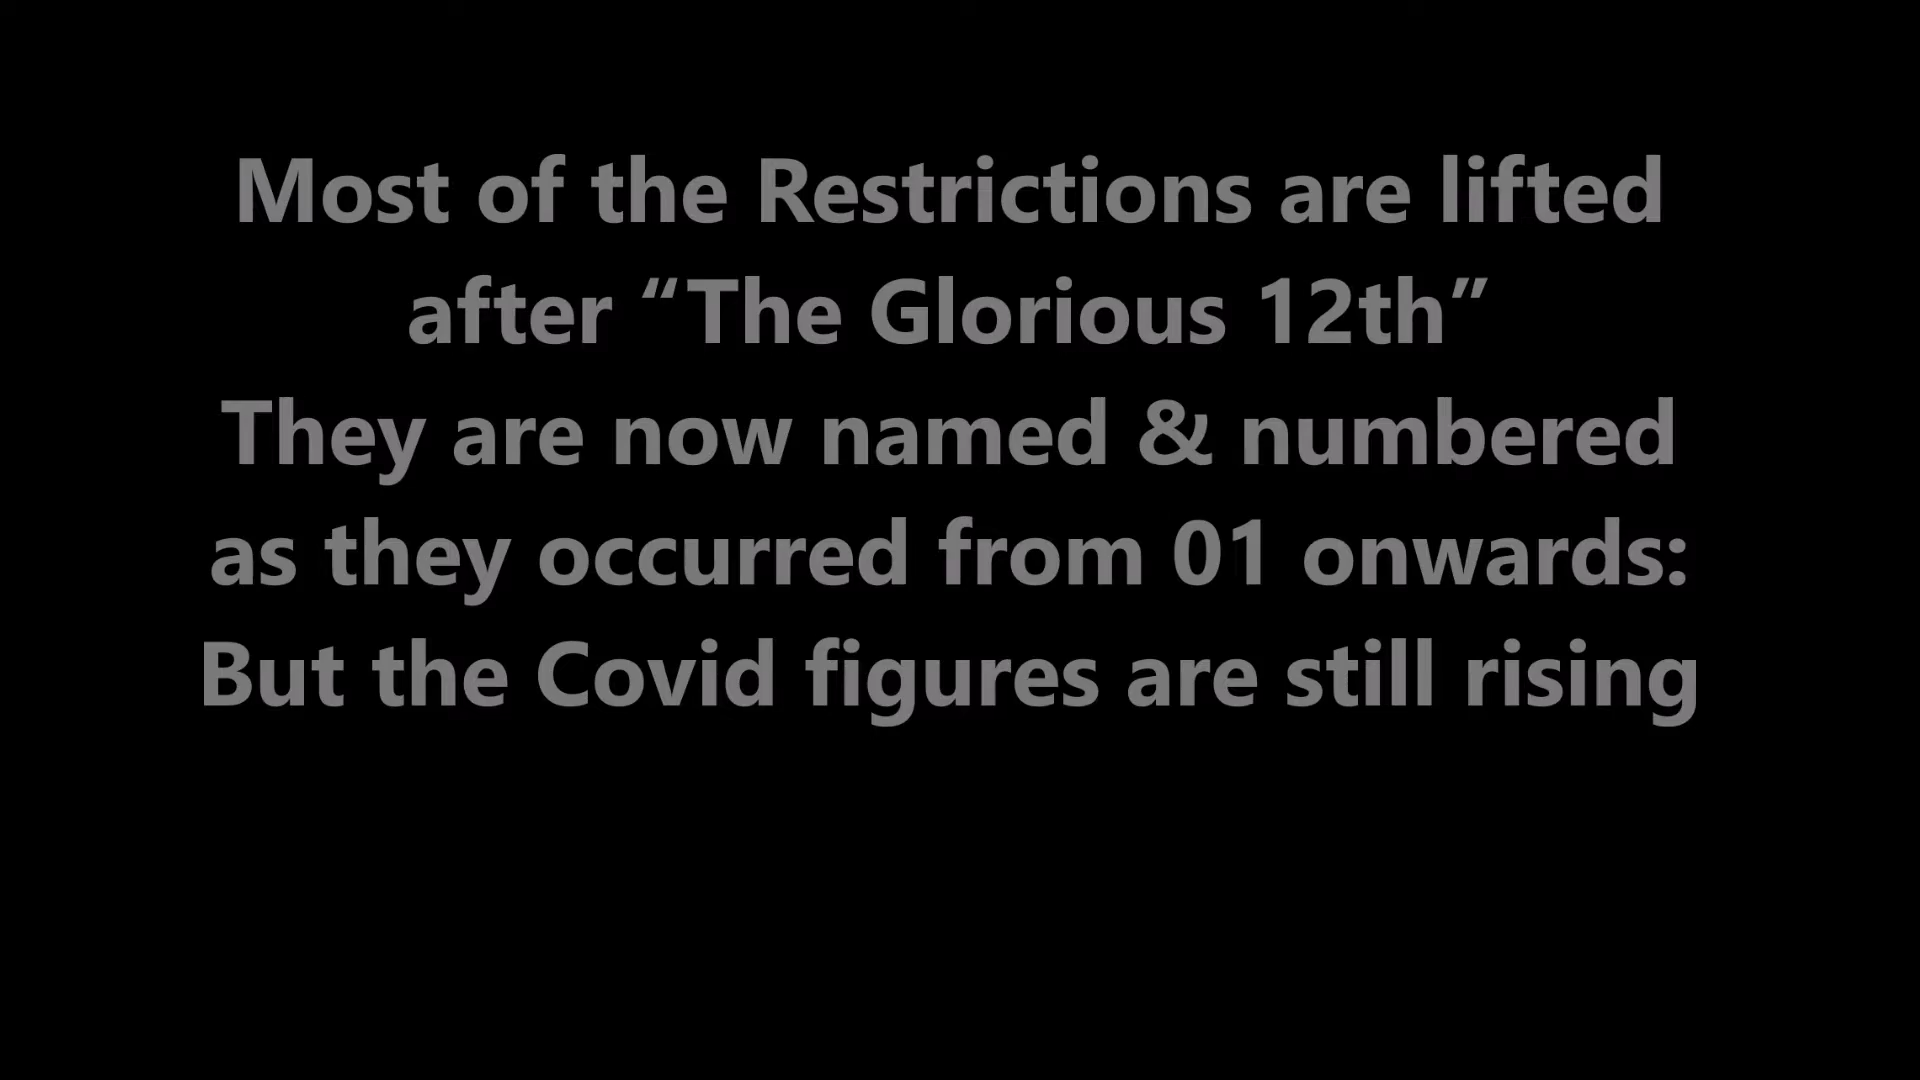 Most of the Restrictions are lifted
after “The Glorious 12th”
They are now named & numbered
as they occurred from 01 onwards:
But the Covid figures are still rising